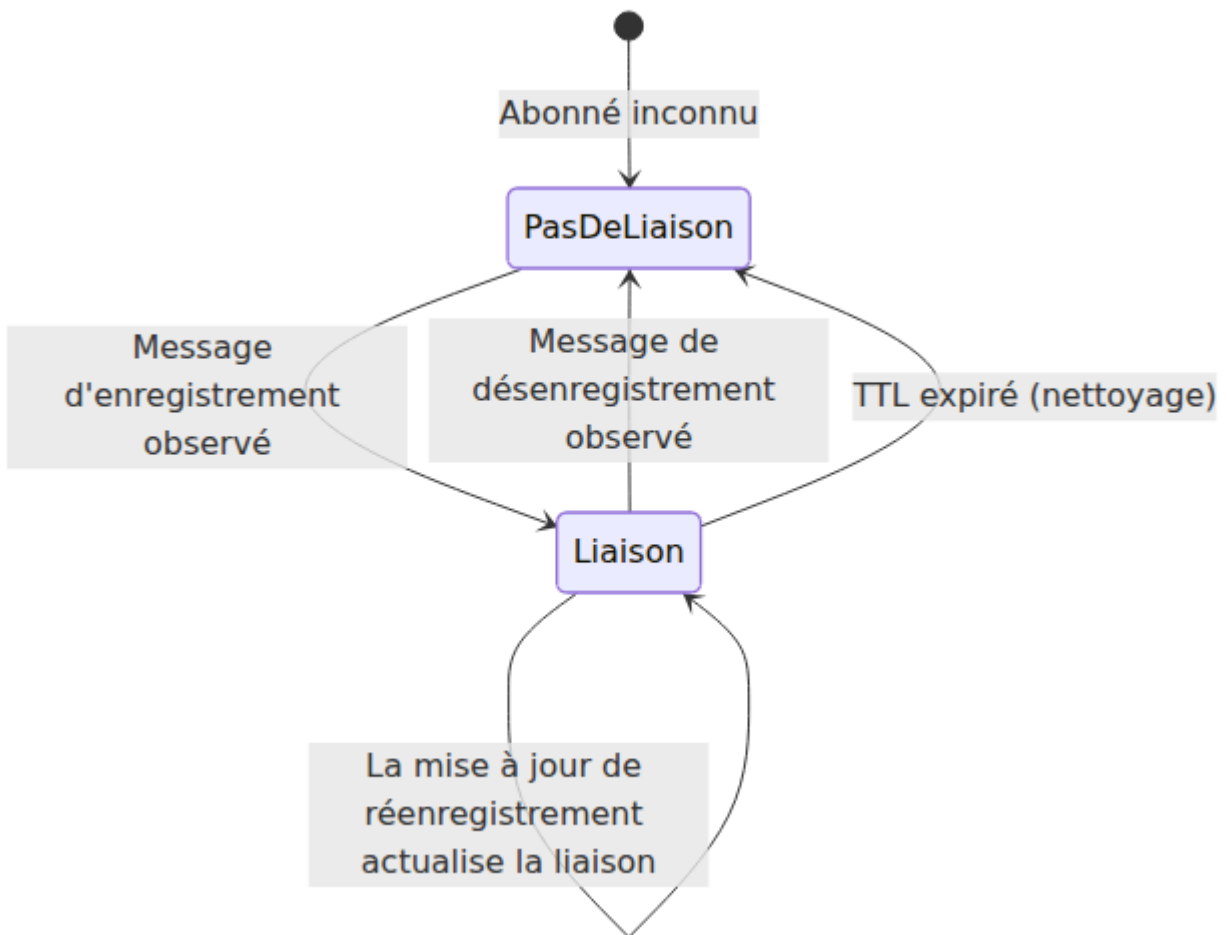 Abonné inconnu
PasDeLiaison
Message
d'enregistrement
observé
Message de
désenregistrement
observé
TTL expiré (nettoyage)
Liaison
La mise à jour de
réenregistrement
actualise la liaison